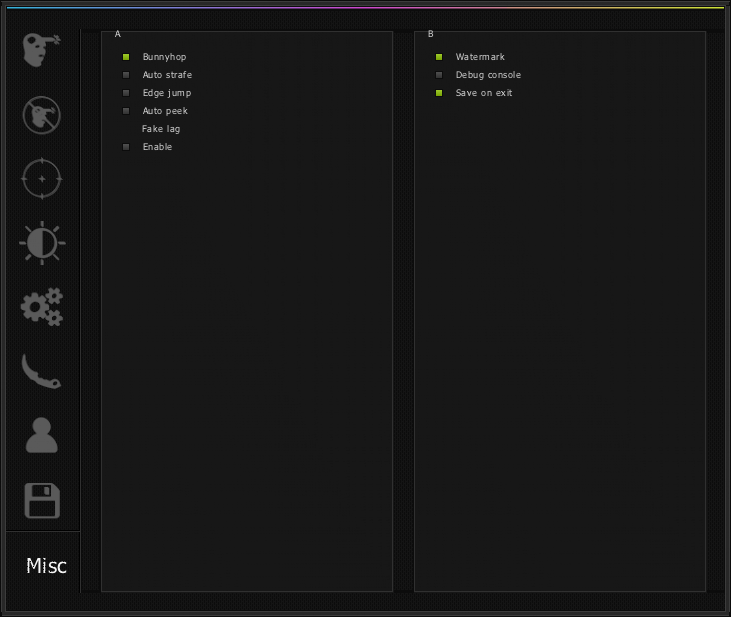 A
Bunnyhop
Auto strafe
Edge jump
Auto peek
Fake lag
Enable
B
Watermark
Debug console
Save on exit
Misc